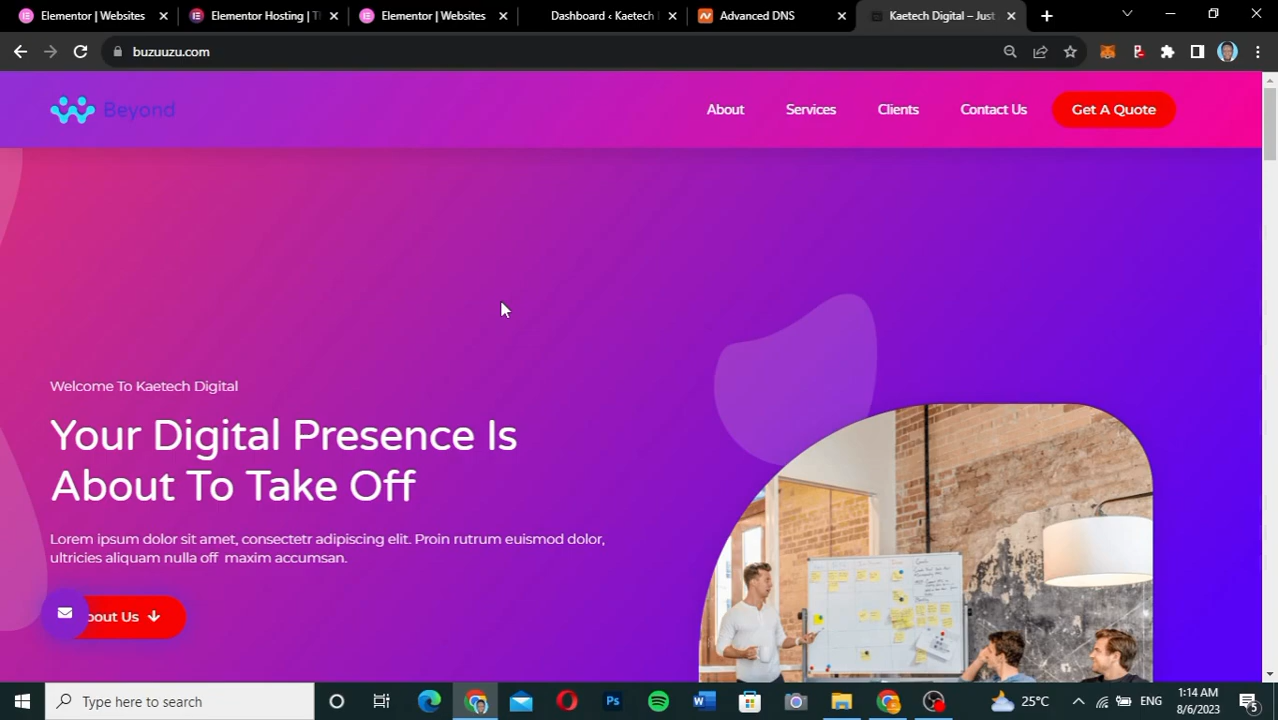 Elementor | Websites
Elementor Hosting | Th
Elementor | Websites
Dashboard ‹ Kaetech
Advanced DNS
Kaetech Digital – Just
buzuuzu.com
Beyond
About
Services
Clients
Contact Us
Get A Quote
Welcome To Kaetech Digital
Your Digital Presence Is
About To Take Off
Lorem ipsum dolor sit amet, consectetr adipiscing elit. Proin rutrum euismod dolor,
ultricies aliquam nulla off maxim accumsan.
bout Us
Type here to search
25°C
ENG
1:14 AM
8/6/2023
5